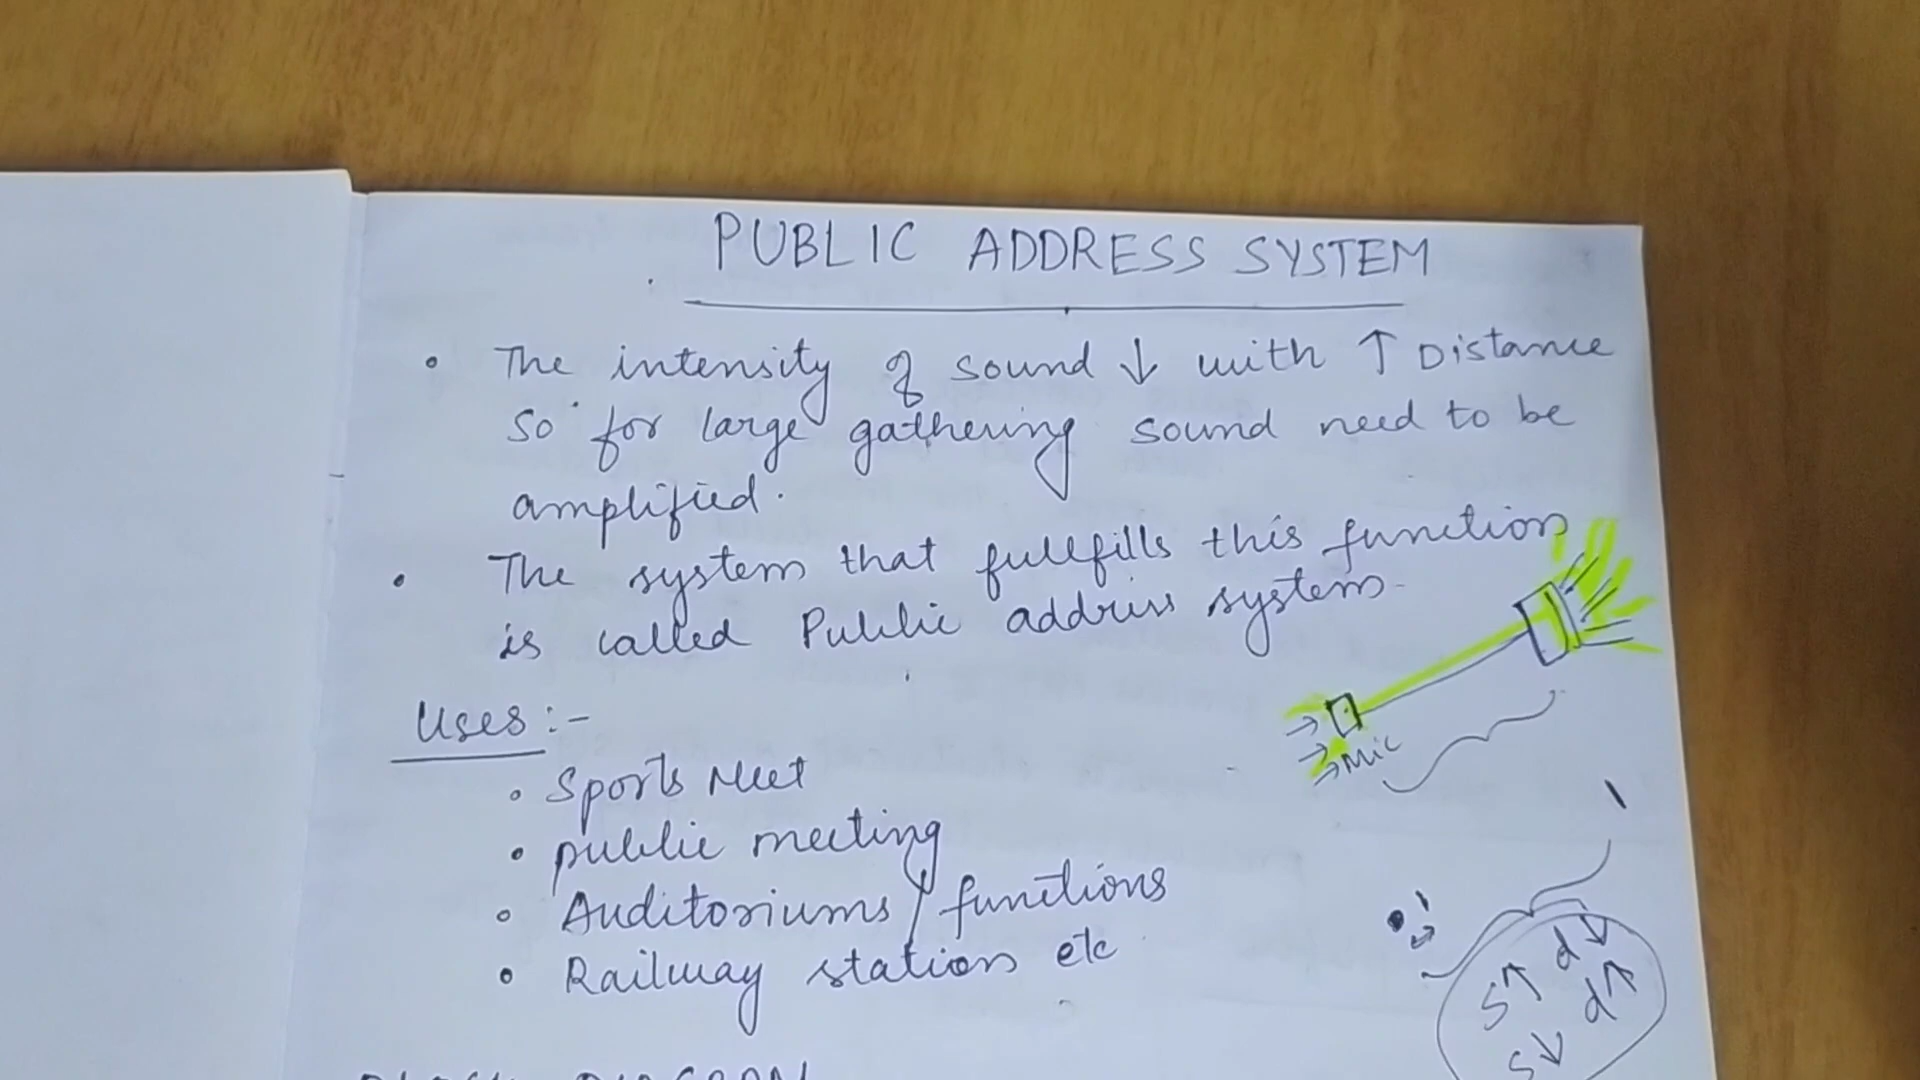 PUBLIC ADDRESS SYSTEM
• The intensity of sound ↓ with ↑ Distance
so for large gathering sound need to be
amplified.
• The system that fullfills this function
is called Public address system.
Mic
Uses :-
• Sports Meet
• public meeting
• Auditoriums / functions
• Railway station etc
S↑ d↓
S↓ d↑
BLOCK DIAGRAM